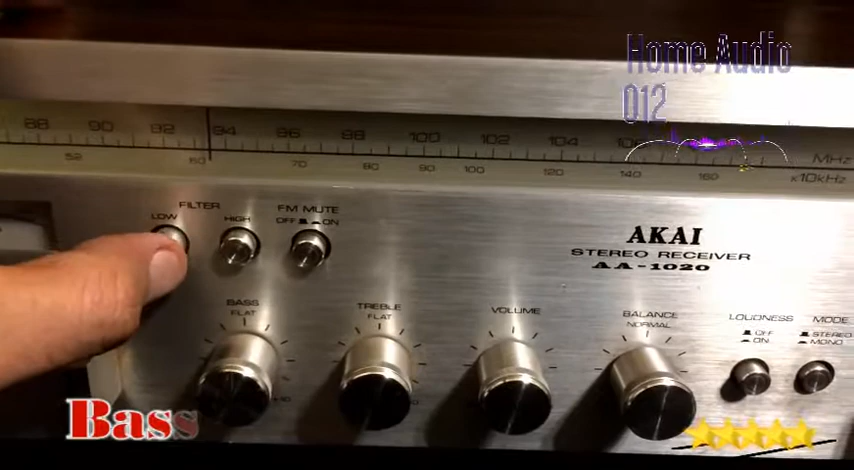 Home Audio
012
88 90 92 94 96 98 100 102 104 106 MHz
52 60 70 80 90 100 120 140 160 x10kHz
FILTER
LOW HIGH
FM MUTE
OFF ON
AKAI
STEREO RECEIVER
AA-1020
BASS
FLAT
TREBLE
FLAT
VOLUME
BALANCE
NORMAL
LOUDNESS
OFF
ON
MODE
STEREO
MONO
+10
Bass